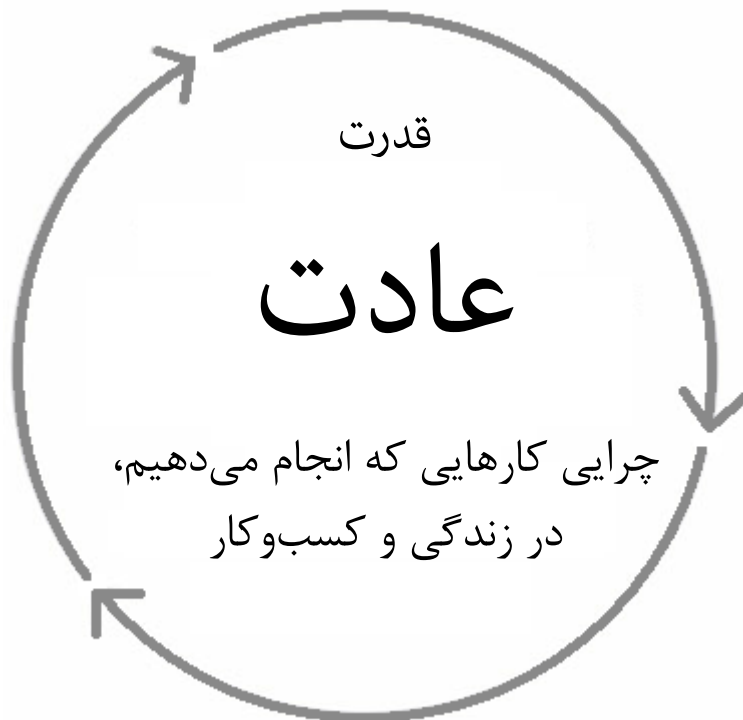 قدرت
عادت
چرایی کارهایی که انجام می‌دهیم،
در زندگی و کسب‌وکار